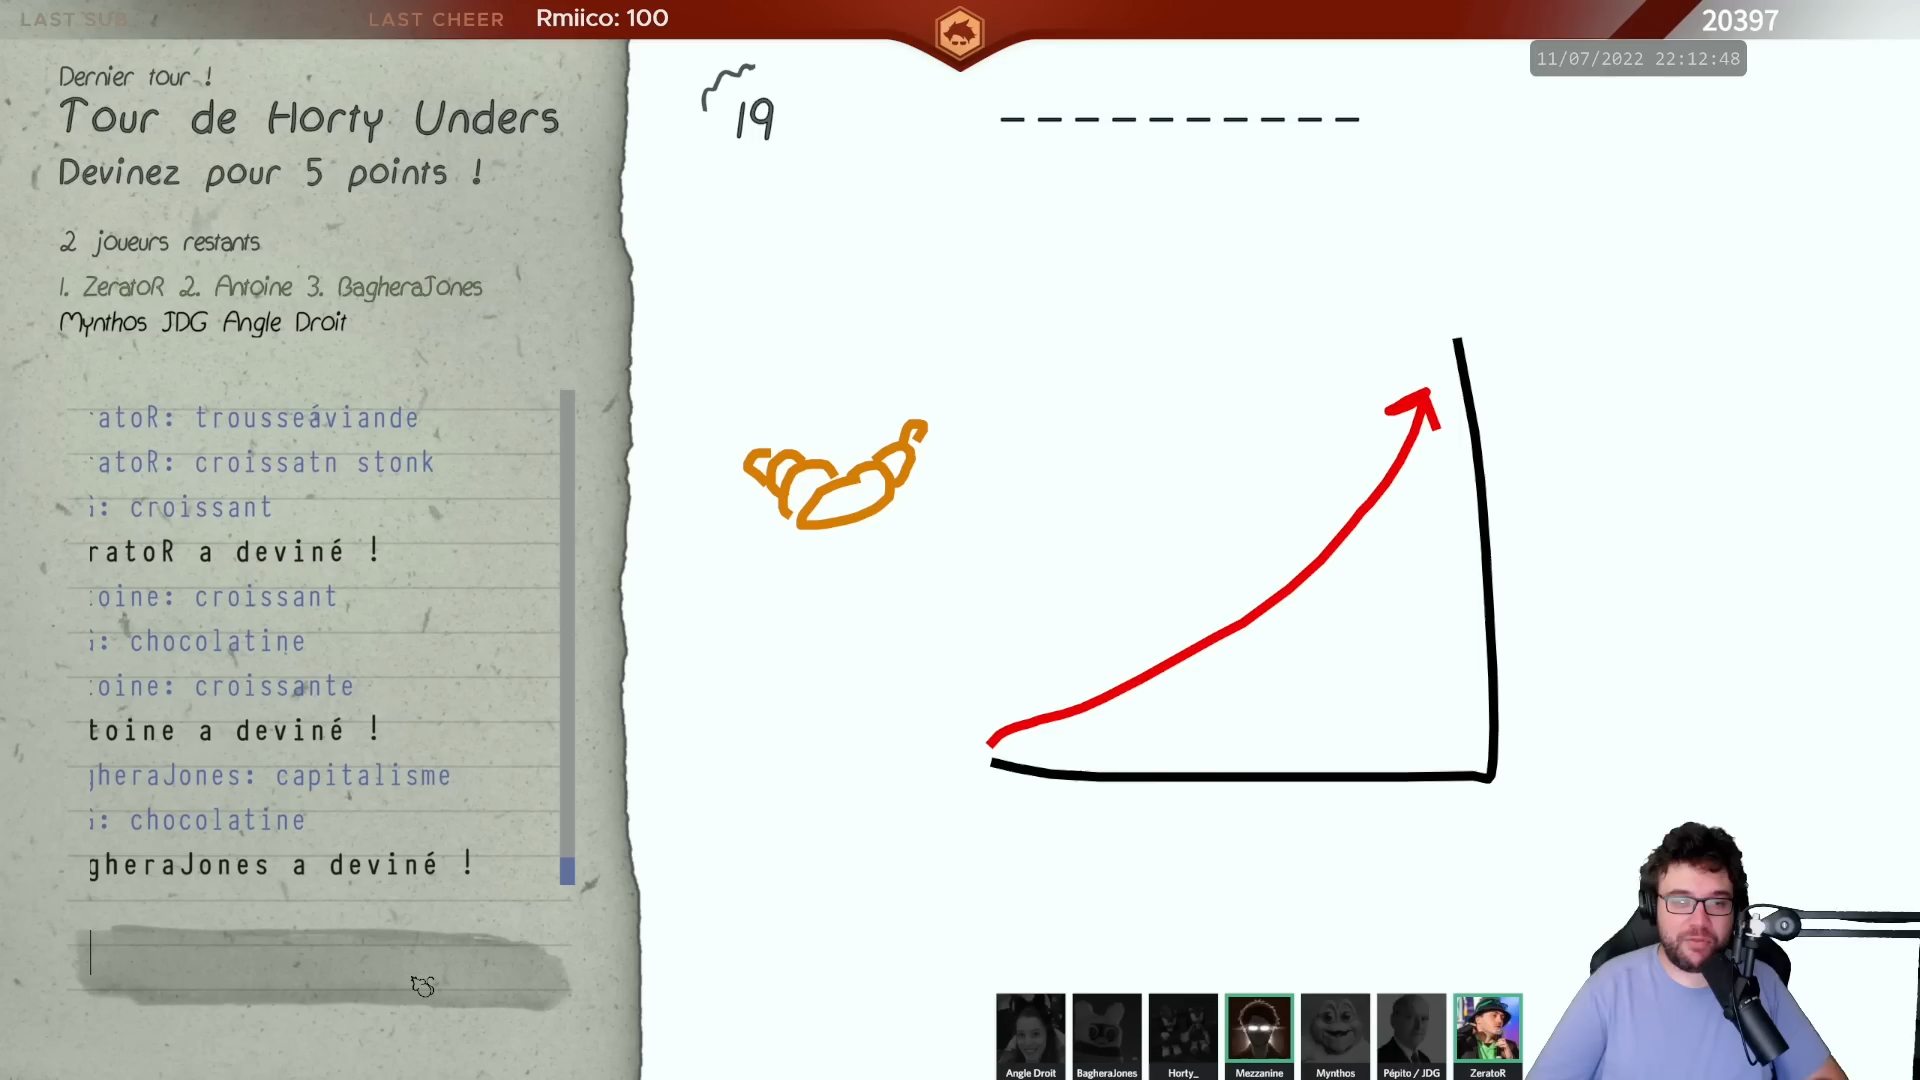 LAST SUB
LAST CHEER Rmiico: 100
20397
11/07/2022 22:12:48
Dernier tour !
Tour de Horty Unders
Devinez pour 5 points !
2 joueurs restants
1. ZeratoR 2. Antoine 3. BagheraJones
Mynthos JDG Angle Droit
19
atoR: trousseáviande
atoR: croissatn stonk
i: croissant
ratoR a deviné !
oine: croissant
i: chocolatine
oine: croissante
toine a deviné !
gheraJones: capitalisme
i: chocolatine
gheraJones a deviné !
Angle Droit BagheraJones Horty_ Mezzanine Mynthos Pépito / JDG ZeratoR